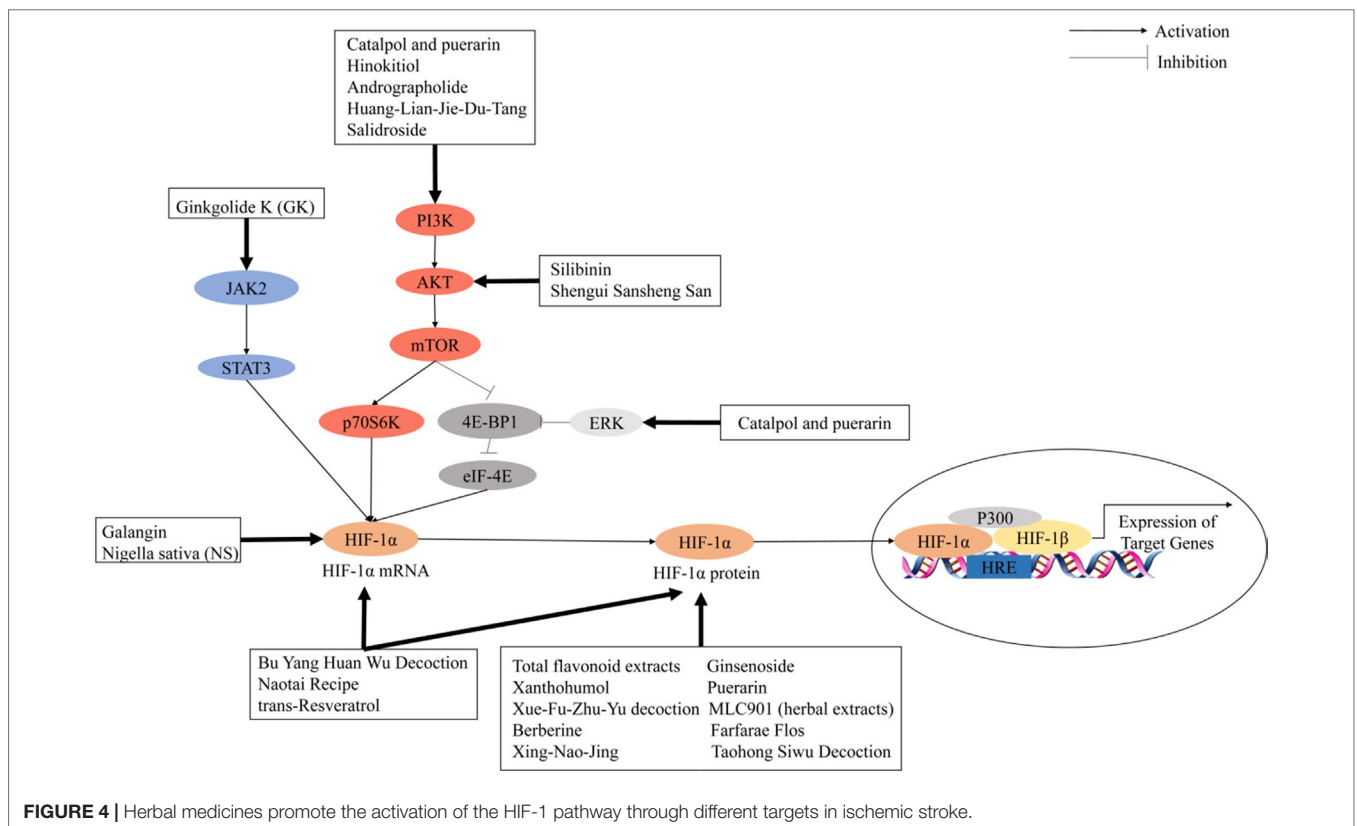 Catalpol and puerarin
Hinokitiol
Andrographolide
Huang-Lian-Jie-Du-Tang
Salidroside
Activation
Inhibition
Ginkgolide K (GK)
PI3K
JAK2
AKT
Silibinin
Shengui Sansheng San
mTOR
STAT3
p70S6K
4E-BP1
ERK
Catalpol and puerarin
eIF-4E
Galangin
Nigella sativa (NS)
HIF-1α
HIF-1α mRNA
HIF-1α
HIF-1α protein
P300
HIF-1α
HIF-1β
HRE
Expression of
Target Genes
Bu Yang Huan Wu Decoction
Naotai Recipe
trans-Resveratrol
Total flavonoid extracts Ginsenoside
Xanthohumol Puerarin
Xue-Fu-Zhu-Yu decoction MLC901 (herbal extracts)
Berberine Farfarae Flos
Xing-Nao-Jing Taohong Siwu Decoction
FIGURE 4 | Herbal medicines promote the activation of the HIF-1 pathway through different targets in ischemic stroke.